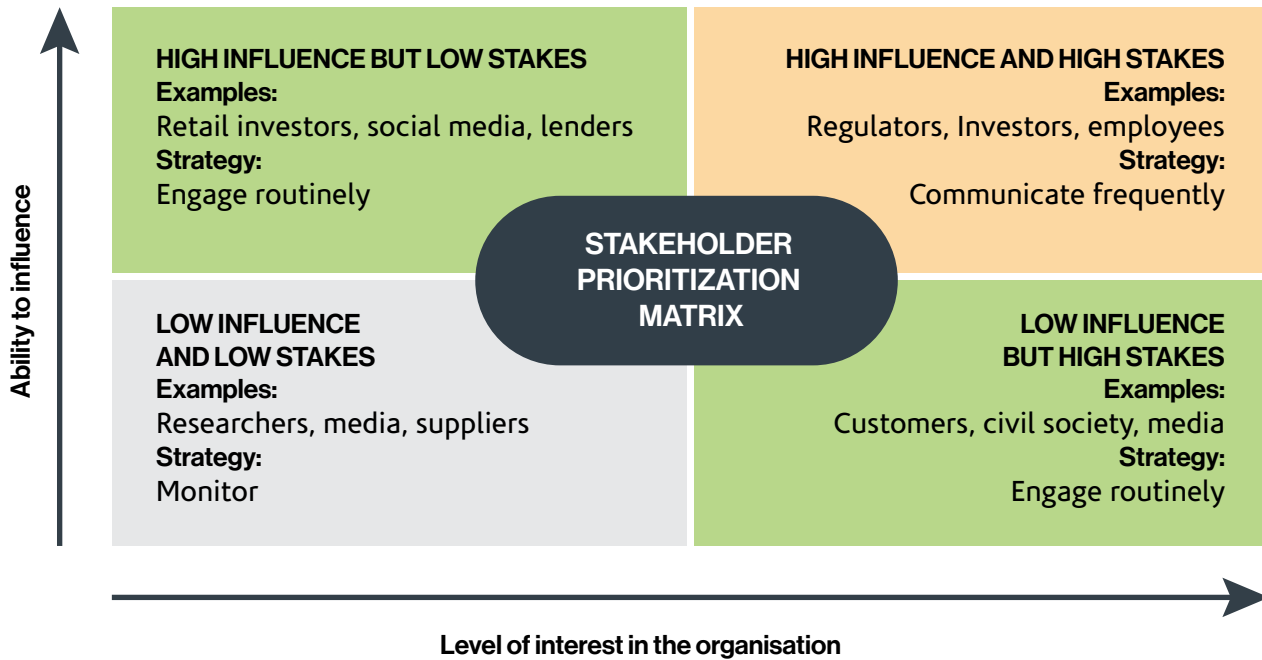 HIGH INFLUENCE BUT LOW STAKES
Examples:
Retail investors, social media, lenders
Strategy:
Engage routinely
HIGH INFLUENCE AND HIGH STAKES
Examples:
Regulators, Investors, employees
Strategy:
Communicate frequently
STAKEHOLDER
PRIORITIZATION
MATRIX
LOW INFLUENCE
AND LOW STAKES
Examples:
Researchers, media, suppliers
Strategy:
Monitor
LOW INFLUENCE
BUT HIGH STAKES
Examples:
Customers, civil society, media
Strategy:
Engage routinely
Ability to influence
Level of interest in the organisation